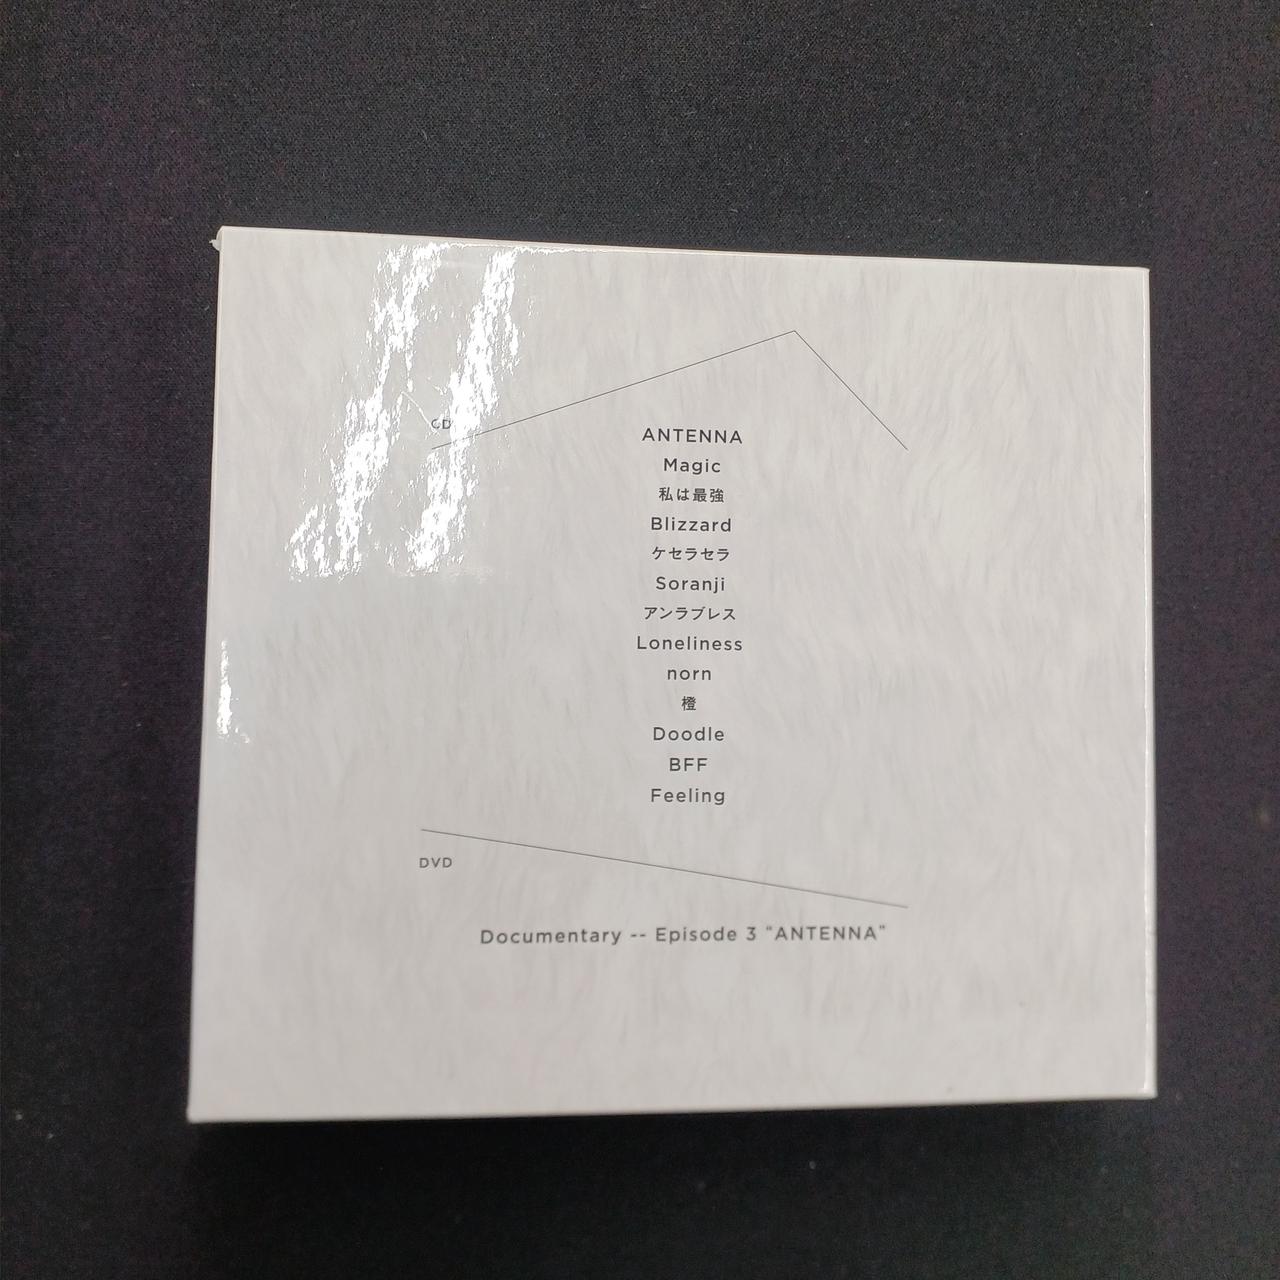 CD
ANTENNA
Magic
私は最強
Blizzard
ケセラセラ
Soranji
アンラブレス
Loneliness
norn
橙
Doodle
BFF
Feeling
DVD
Documentary -- Episode 3 "ANTENNA"